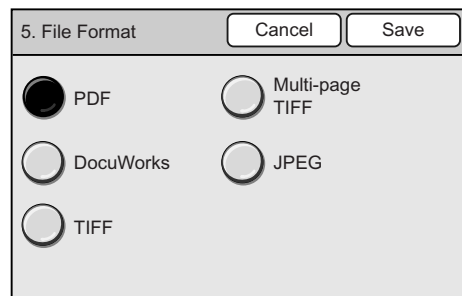 5. File Format
Cancel
Save
PDF
Multi-page
TIFF
DocuWorks
JPEG
TIFF